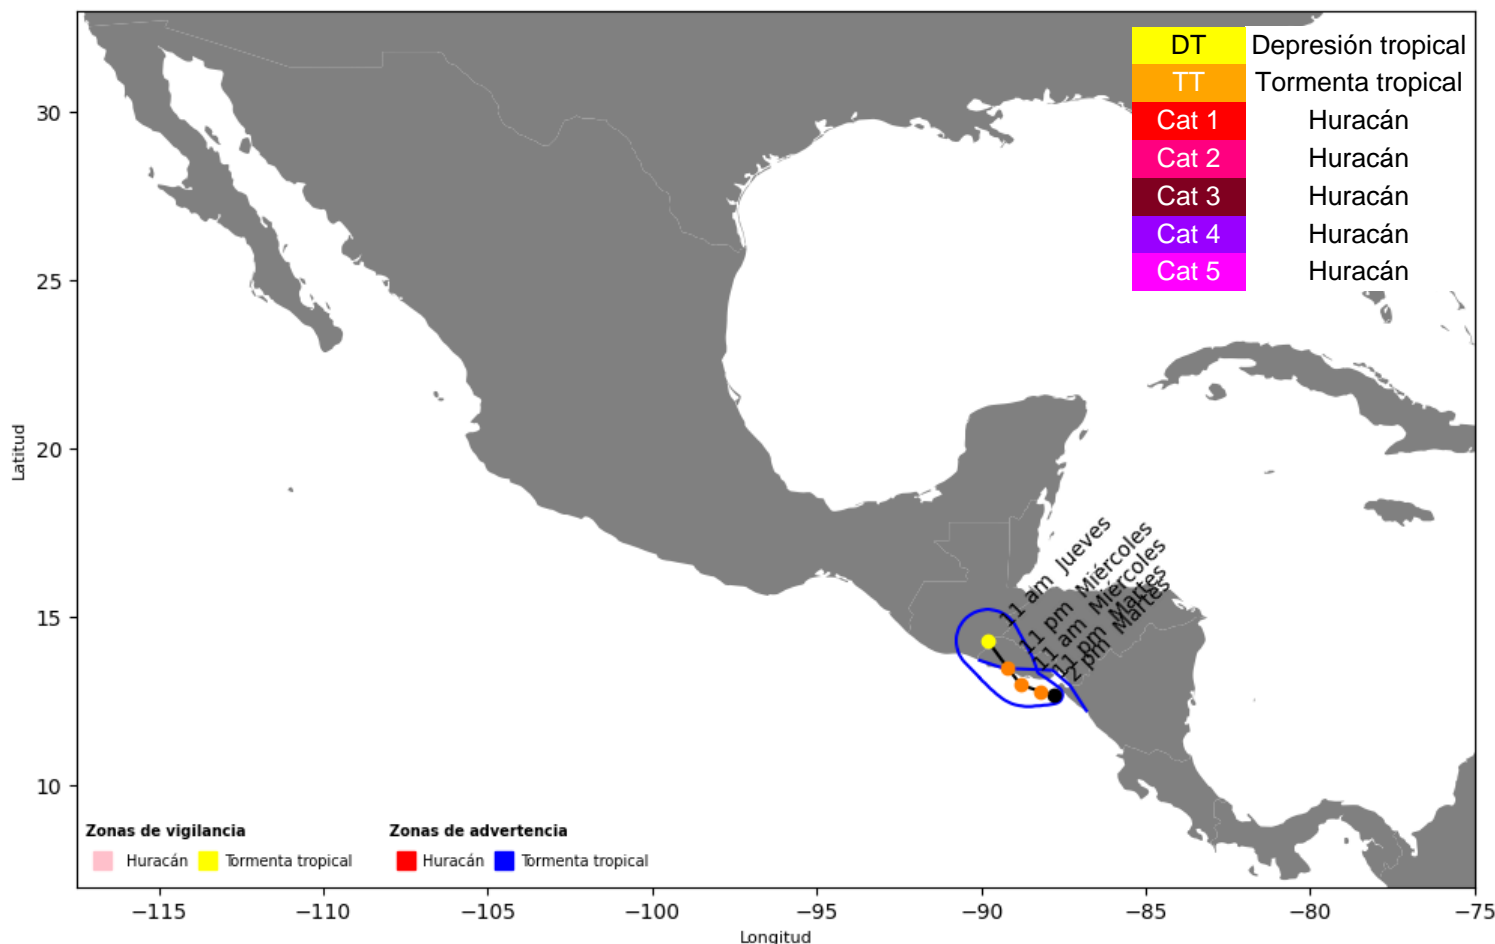 DT Depresión tropical
TT Tormenta tropical
Cat 1 Huracán
Cat 2 Huracán
Cat 3 Huracán
Cat 4 Huracán
Cat 5 Huracán
30
25
20
15
10
Latitud
11 am Jueves
11 pm Miércoles
11 am Miércoles
11 pm Martes
2 pm Martes
Zonas de vigilancia Zonas de advertencia
Huracán Tormenta tropical Huracán Tormenta tropical
−115 −110 −105 −100 −95 −90 −85 −80 −75
Longitud